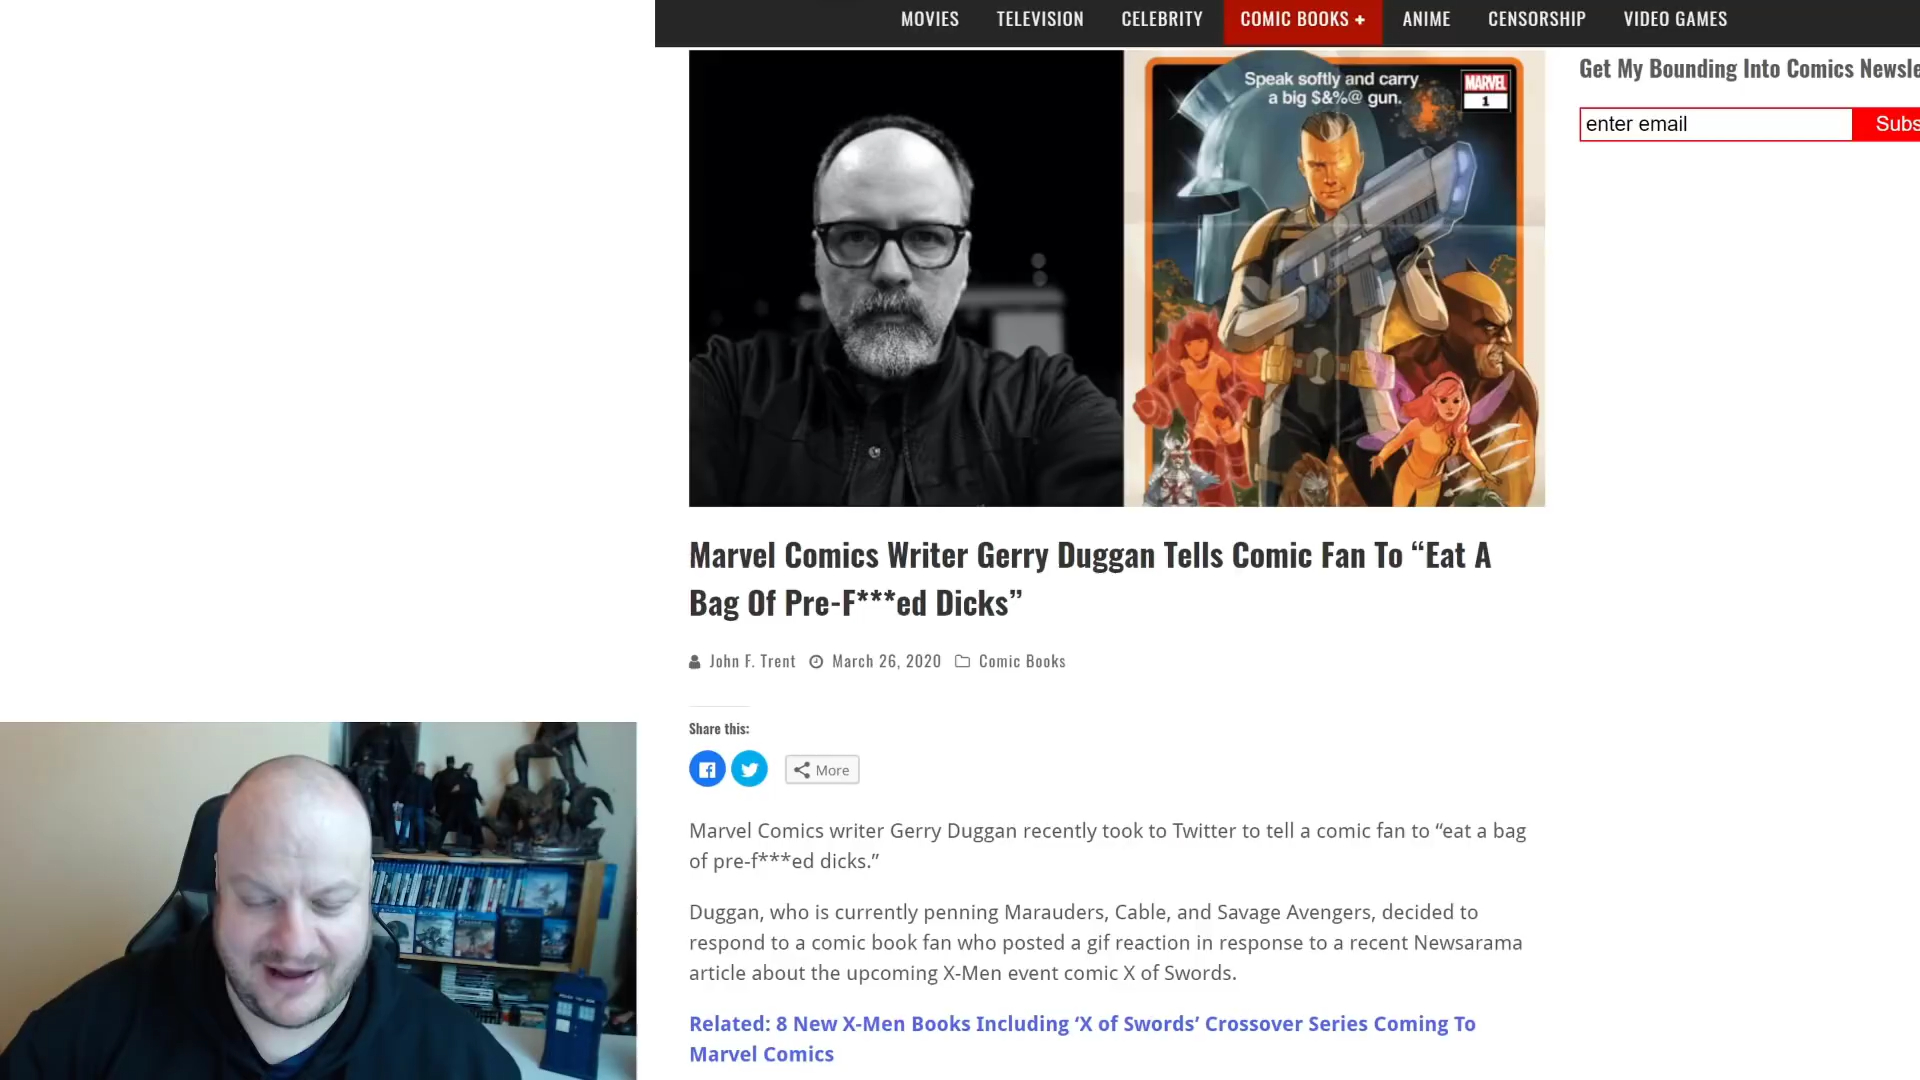 MOVIES TELEVISION CELEBRITY COMIC BOOKS + ANIME CENSORSHIP VIDEO GAMES
Speak softly and carry
a big $&%@ gun.
MARVEL
1
Get My Bounding Into Comics Newsle
enter email
Subs
Marvel Comics Writer Gerry Duggan Tells Comic Fan To “Eat A
Bag Of Pre-F***ed Dicks”
John F. Trent March 26, 2020 Comic Books
Share this:
More
Marvel Comics writer Gerry Duggan recently took to Twitter to tell a comic fan to “eat a bag
of pre-f***ed dicks.”
Duggan, who is currently penning Marauders, Cable, and Savage Avengers, decided to
respond to a comic book fan who posted a gif reaction in response to a recent Newsarama
article about the upcoming X-Men event comic X of Swords.
Related: 8 New X-Men Books Including ‘X of Swords’ Crossover Series Coming To
Marvel Comics